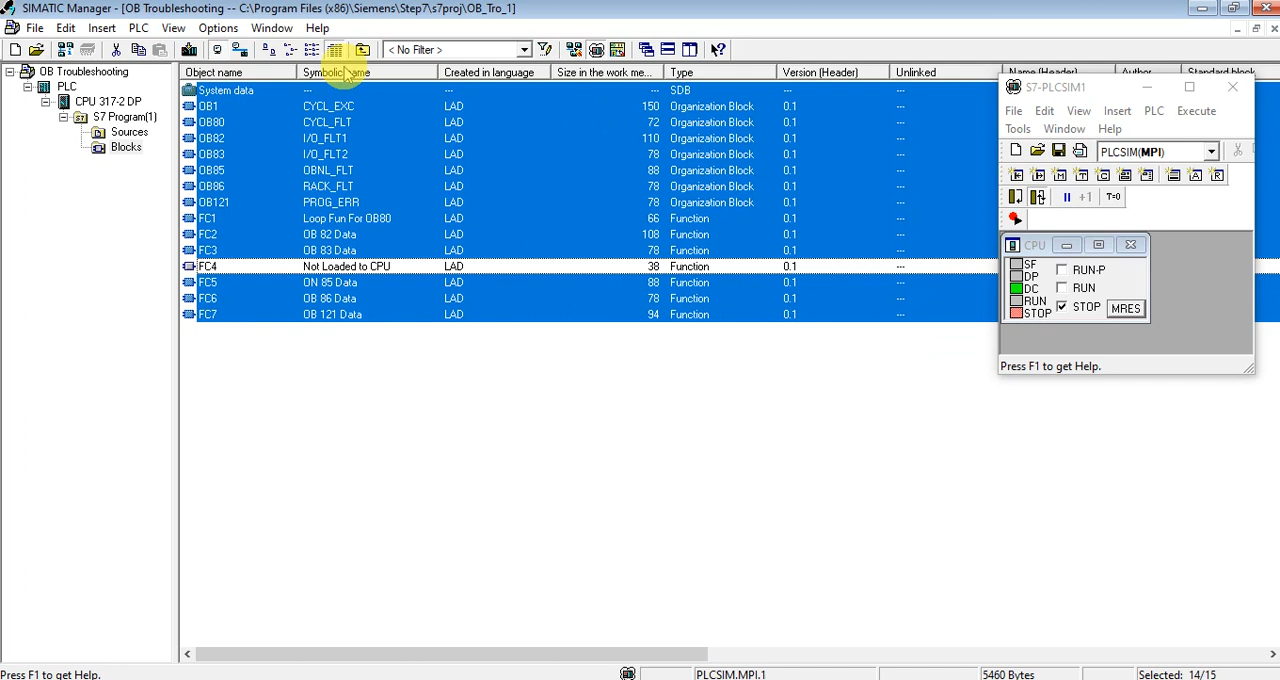 SIMATIC Manager - [OB Troubleshooting -- C:\Program Files (x86)\Siemens\Step7\s7proj\OB_Tro_1]
File Edit Insert PLC View Options Window Help
< No Filter >
OB Troubleshooting
PLC
CPU 317-2 DP
S7 Program(1)
Sources
Blocks
Object name Symbolic name Created in language Size in the work me... Type Version (Header) Unlinked Name (Header) Author Standard block
System data --- --- --- SDB --- ---
OB1 CYCL_EXC LAD 150 Organization Block 0.1 ---
OB80 CYCL_FLT LAD 72 Organization Block 0.1 ---
OB82 I/O_FLT1 LAD 110 Organization Block 0.1 ---
OB83 I/O_FLT2 LAD 78 Organization Block 0.1 ---
OB85 OBNL_FLT LAD 88 Organization Block 0.1 ---
OB86 RACK_FLT LAD 78 Organization Block 0.1 ---
OB121 PROG_ERR LAD 78 Organization Block 0.1 ---
FC1 Loop Fun For OB80 LAD 66 Function 0.1 ---
FC2 OB 82 Data LAD 108 Function 0.1 ---
FC3 OB 83 Data LAD 78 Function 0.1 ---
FC4 Not Loaded to CPU LAD 38 Function 0.1 ---
FC5 ON 85 Data LAD 88 Function 0.1 ---
FC6 OB 86 Data LAD 78 Function 0.1 ---
FC7 OB 121 Data LAD 94 Function 0.1 ---
S7-PLCSIM1
File Edit View Insert PLC Execute
Tools Window Help
PLCSIM(MPI)
+1 T=0
CPU
SF
DP RUN-P
DC RUN
RUN STOP MRES
STOP
Press F1 to get Help.
Press F1 to get Help. PLCSIM.MPI.1 5460 Bytes Selected: 14/15